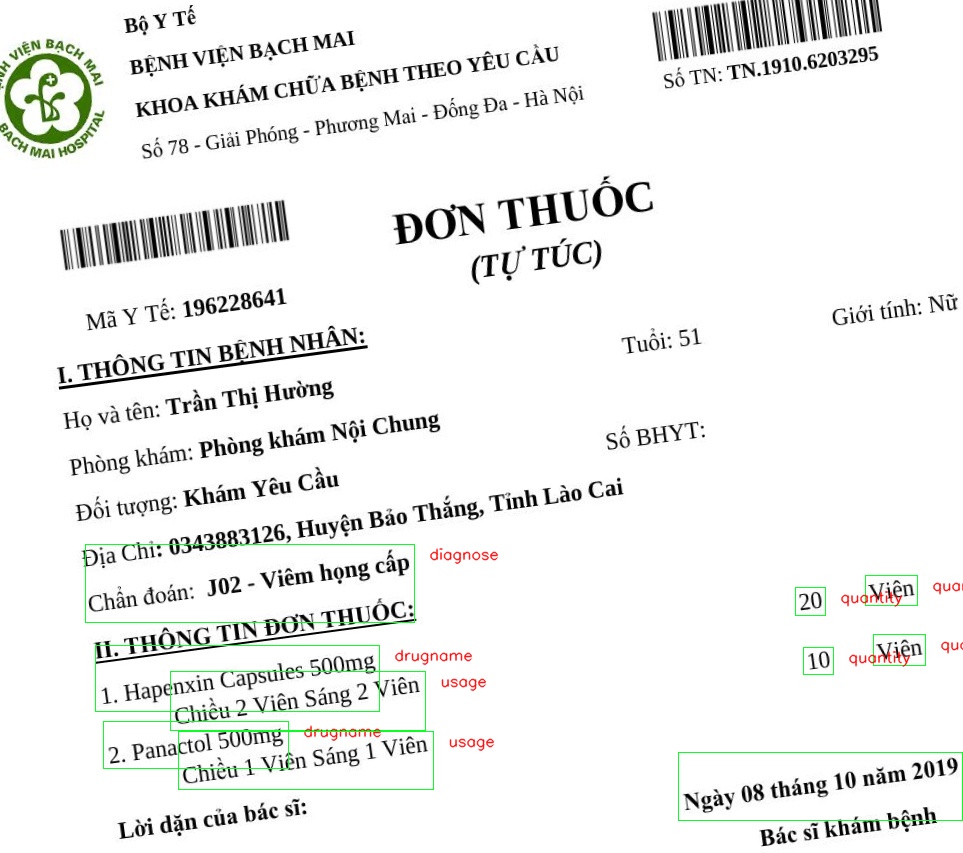 Bộ Y Tế
BỆNH VIỆN BẠCH MAI
KHOA KHÁM CHỮA BỆNH THEO YÊU CẦU
Số 78 - Giải Phóng - Phương Mai - Đống Đa - Hà Nội
VIỆN BẠCH MAI
BẠCH MAI HOSPITAL
Số TN: TN.1910.6203295
ĐƠN THUỐC
(TỰ TÚC)
Mã Y Tế: 196228641
I. THÔNG TIN BỆNH NHÂN:
Họ và tên: Trần Thị Hường Tuổi: 51 Giới tính: Nữ
Phòng khám: Phòng khám Nội Chung
Đối tượng: Khám Yêu Cầu Số BHYT:
Địa Chỉ: 0343883126, Huyện Bảo Thắng, Tỉnh Lào Cai
Chẩn đoán: J02 - Viêm họng cấp diagnose
II. THÔNG TIN ĐƠN THUỐC:
1. Hapenxin Capsules 500mg drugname 20 quantity Viên
Chiều 2 Viên Sáng 2 Viên usage
2. Panactol 500mg drugname 10 quantity Viên
Chiều 1 Viên Sáng 1 Viên usage
Lời dặn của bác sĩ:
Ngày 08 tháng 10 năm 2019
Bác sĩ khám bệnh